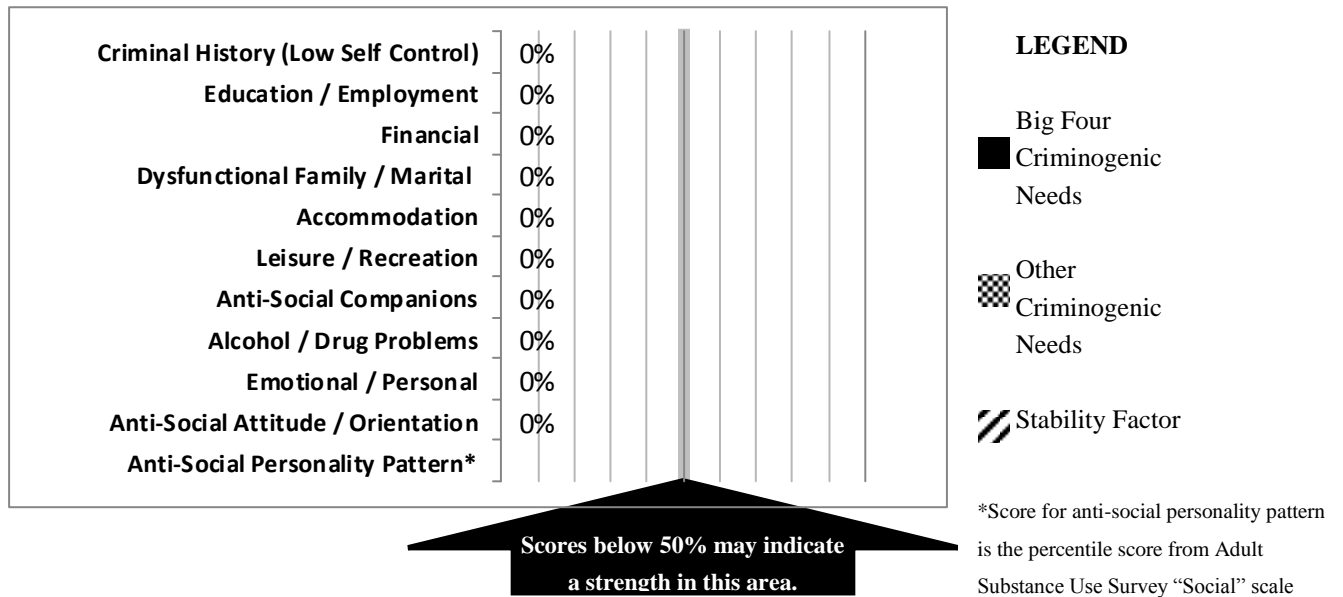 Criminal History (Low Self Control) 0%
Education / Employment 0%
Financial 0%
Dysfunctional Family / Marital 0%
Accommodation 0%
Leisure / Recreation 0%
Anti-Social Companions 0%
Alcohol / Drug Problems 0%
Emotional / Personal 0%
Anti-Social Attitude / Orientation 0%
Anti-Social Personality Pattern*
Scores below 50% may indicate
a strength in this area.
LEGEND
Big Four
Criminogenic
Needs
Other
Criminogenic
Needs
Stability Factor
*Score for anti-social personality pattern
is the percentile score from Adult
Substance Use Survey “Social” scale